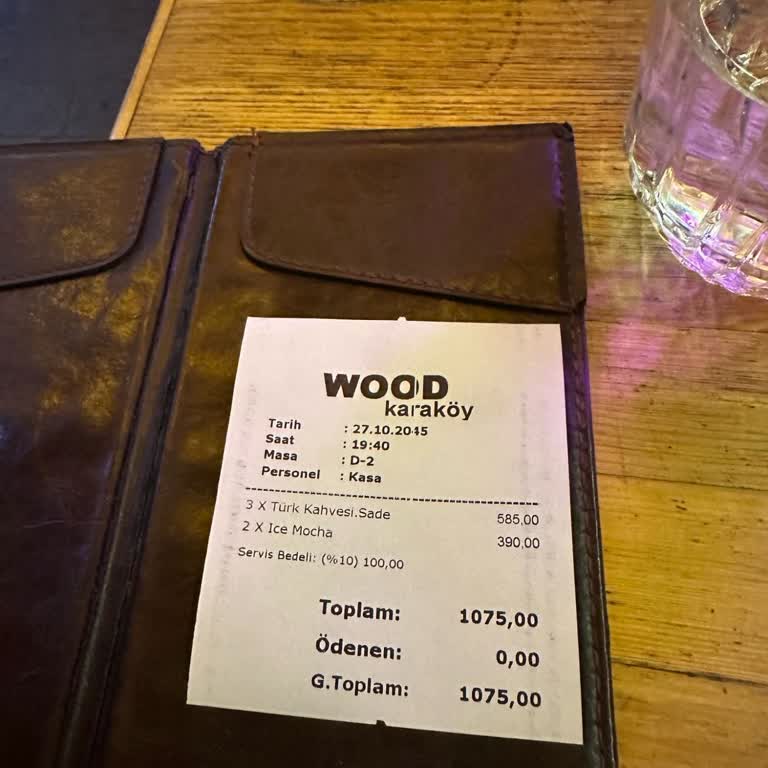 WOOD
karaköy
Tarih : 27.10.2045
Saat : 19:40
Masa : D-2
Personel : Kasa
3 X Türk Kahvesi.Sade 585,00
2 X Ice Mocha 390,00
Servis Bedeli: (%10) 100,00
Toplam: 1075,00
Ödenen: 0,00
G.Toplam: 1075,00